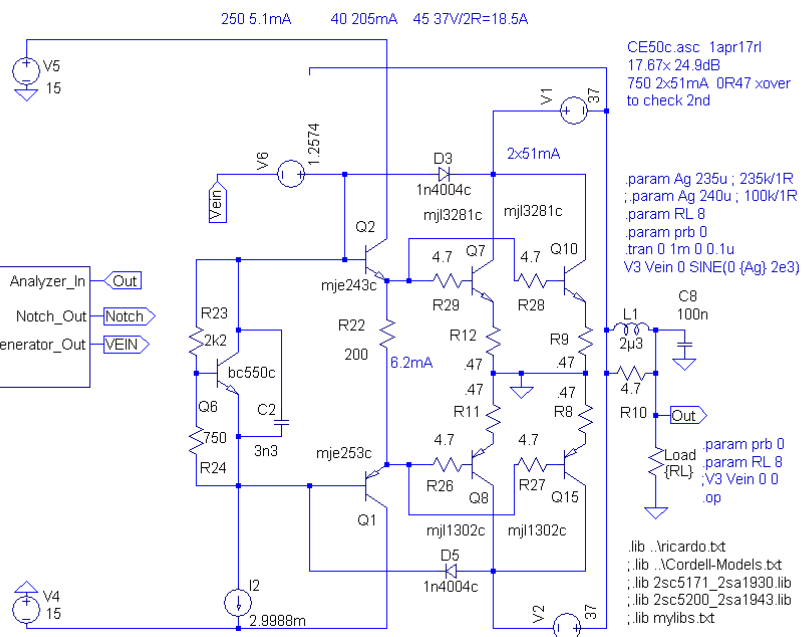 250 5.1mA 40 205mA 45 37V/2R=18.5A
CE50c.asc 1apr17rl
17.67x 24.9dB
750 2x51mA 0R47 xover
to check 2nd
V5
15
V6
1.2574
Vein
V1
37
D3
1n4004c
2x51mA
mjl3281c
mjl3281c
.param Ag 235u ; 235k/1R
;.param Ag 240u ; 100k/1R
.param RL 8
.param prb 0
.tran 0 1m 0 0.1u
V3 Vein 0 SINE(0 {Ag} 2e3)
Q2
mje243c
4.7
R29
Q7
4.7
R28
Q10
Analyzer_In
Out
Notch_Out
Notch
enerator_Out
VEIN
R23
2k2
R22
200
6.2mA
R12
.47
R9
.47
L1
2µ3
C8
100n
bc550c
Q6
C2
3n3
750
R24
.47
R11
.47
R8
4.7
R10
Out
mje253c
Q1
4.7
R26
Q8
4.7
R27
Q15
mjl1302c
mjl1302c
Load
{RL}
.param prb 0
.param RL 8
;V3 Vein 0 0
.op
D5
1n4004c
V4
15
I2
2.9988m
V2
37
.lib ..\ricardo.txt
;.lib ..\Cordell-Models.txt
;.lib 2sc5171_2sa1930.lib
;.lib 2sc5200_2sa1943.lib
;.lib mylibs.txt